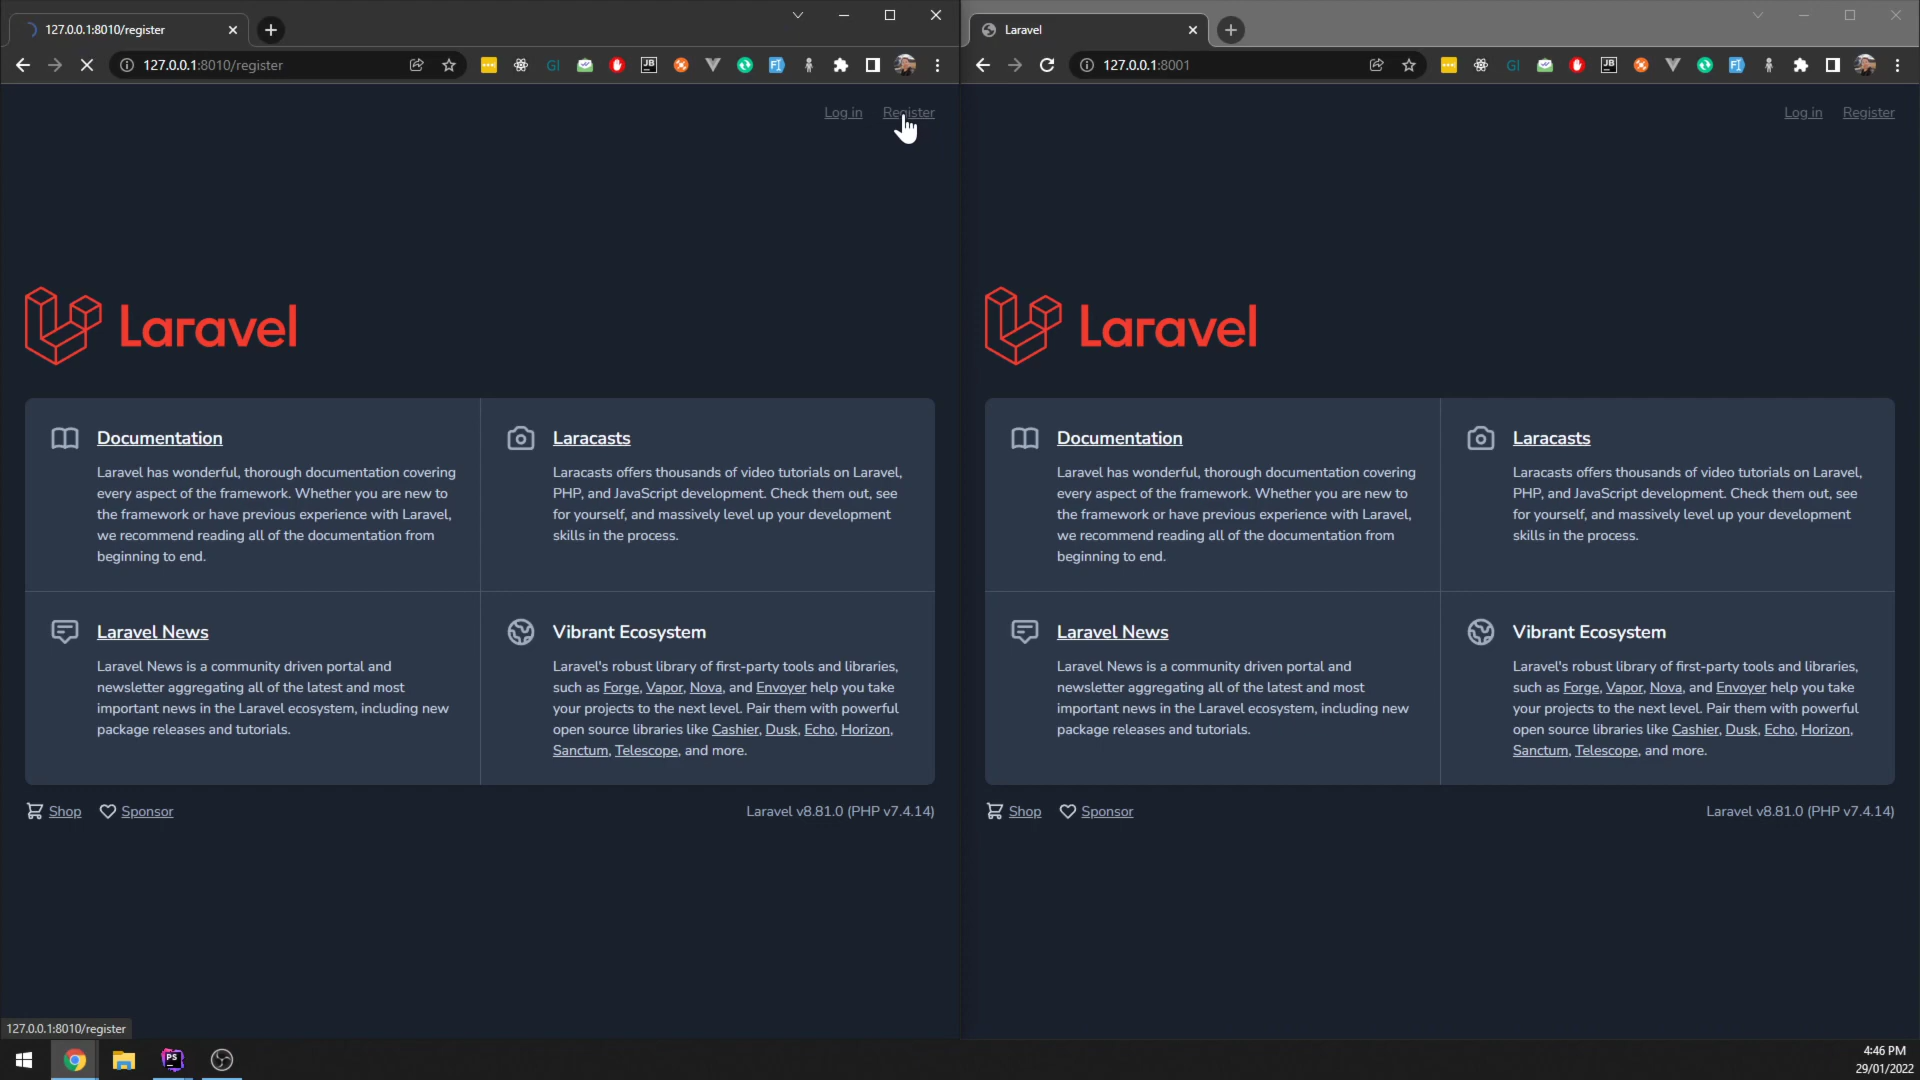 127.0.0.1:8010/register
127.0.0.1:8010/register
GI
JB
Log in
Register
Laravel
Documentation
Laravel has wonderful, thorough documentation covering
every aspect of the framework. Whether you are new to
the framework or have previous experience with Laravel,
we recommend reading all of the documentation from
beginning to end.
Laracasts
Laracasts offers thousands of video tutorials on Laravel,
PHP, and JavaScript development. Check them out, see
for yourself, and massively level up your development
skills in the process.
Laravel News
Laravel News is a community driven portal and
newsletter aggregating all of the latest and most
important news in the Laravel ecosystem, including new
package releases and tutorials.
Vibrant Ecosystem
Laravel's robust library of first-party tools and libraries,
such as Forge, Vapor, Nova, and Envoyer help you take
your projects to the next level. Pair them with powerful
open source libraries like Cashier, Dusk, Echo, Horizon,
Sanctum, Telescope, and more.
Shop
Sponsor
Laravel v8.81.0 (PHP v7.4.14)
127.0.0.1:8010/register
Laravel
127.0.0.1:8001
GI
JB
Log in
Register
Laravel
Documentation
Laravel has wonderful, thorough documentation covering
every aspect of the framework. Whether you are new to
the framework or have previous experience with Laravel,
we recommend reading all of the documentation from
beginning to end.
Laracasts
Laracasts offers thousands of video tutorials on Laravel,
PHP, and JavaScript development. Check them out, see
for yourself, and massively level up your development
skills in the process.
Laravel News
Laravel News is a community driven portal and
newsletter aggregating all of the latest and most
important news in the Laravel ecosystem, including new
package releases and tutorials.
Vibrant Ecosystem
Laravel's robust library of first-party tools and libraries,
such as Forge, Vapor, Nova, and Envoyer help you take
your projects to the next level. Pair them with powerful
open source libraries like Cashier, Dusk, Echo, Horizon,
Sanctum, Telescope, and more.
Shop
Sponsor
Laravel v8.81.0 (PHP v7.4.14)
PS
4:46 PM
29/01/2022